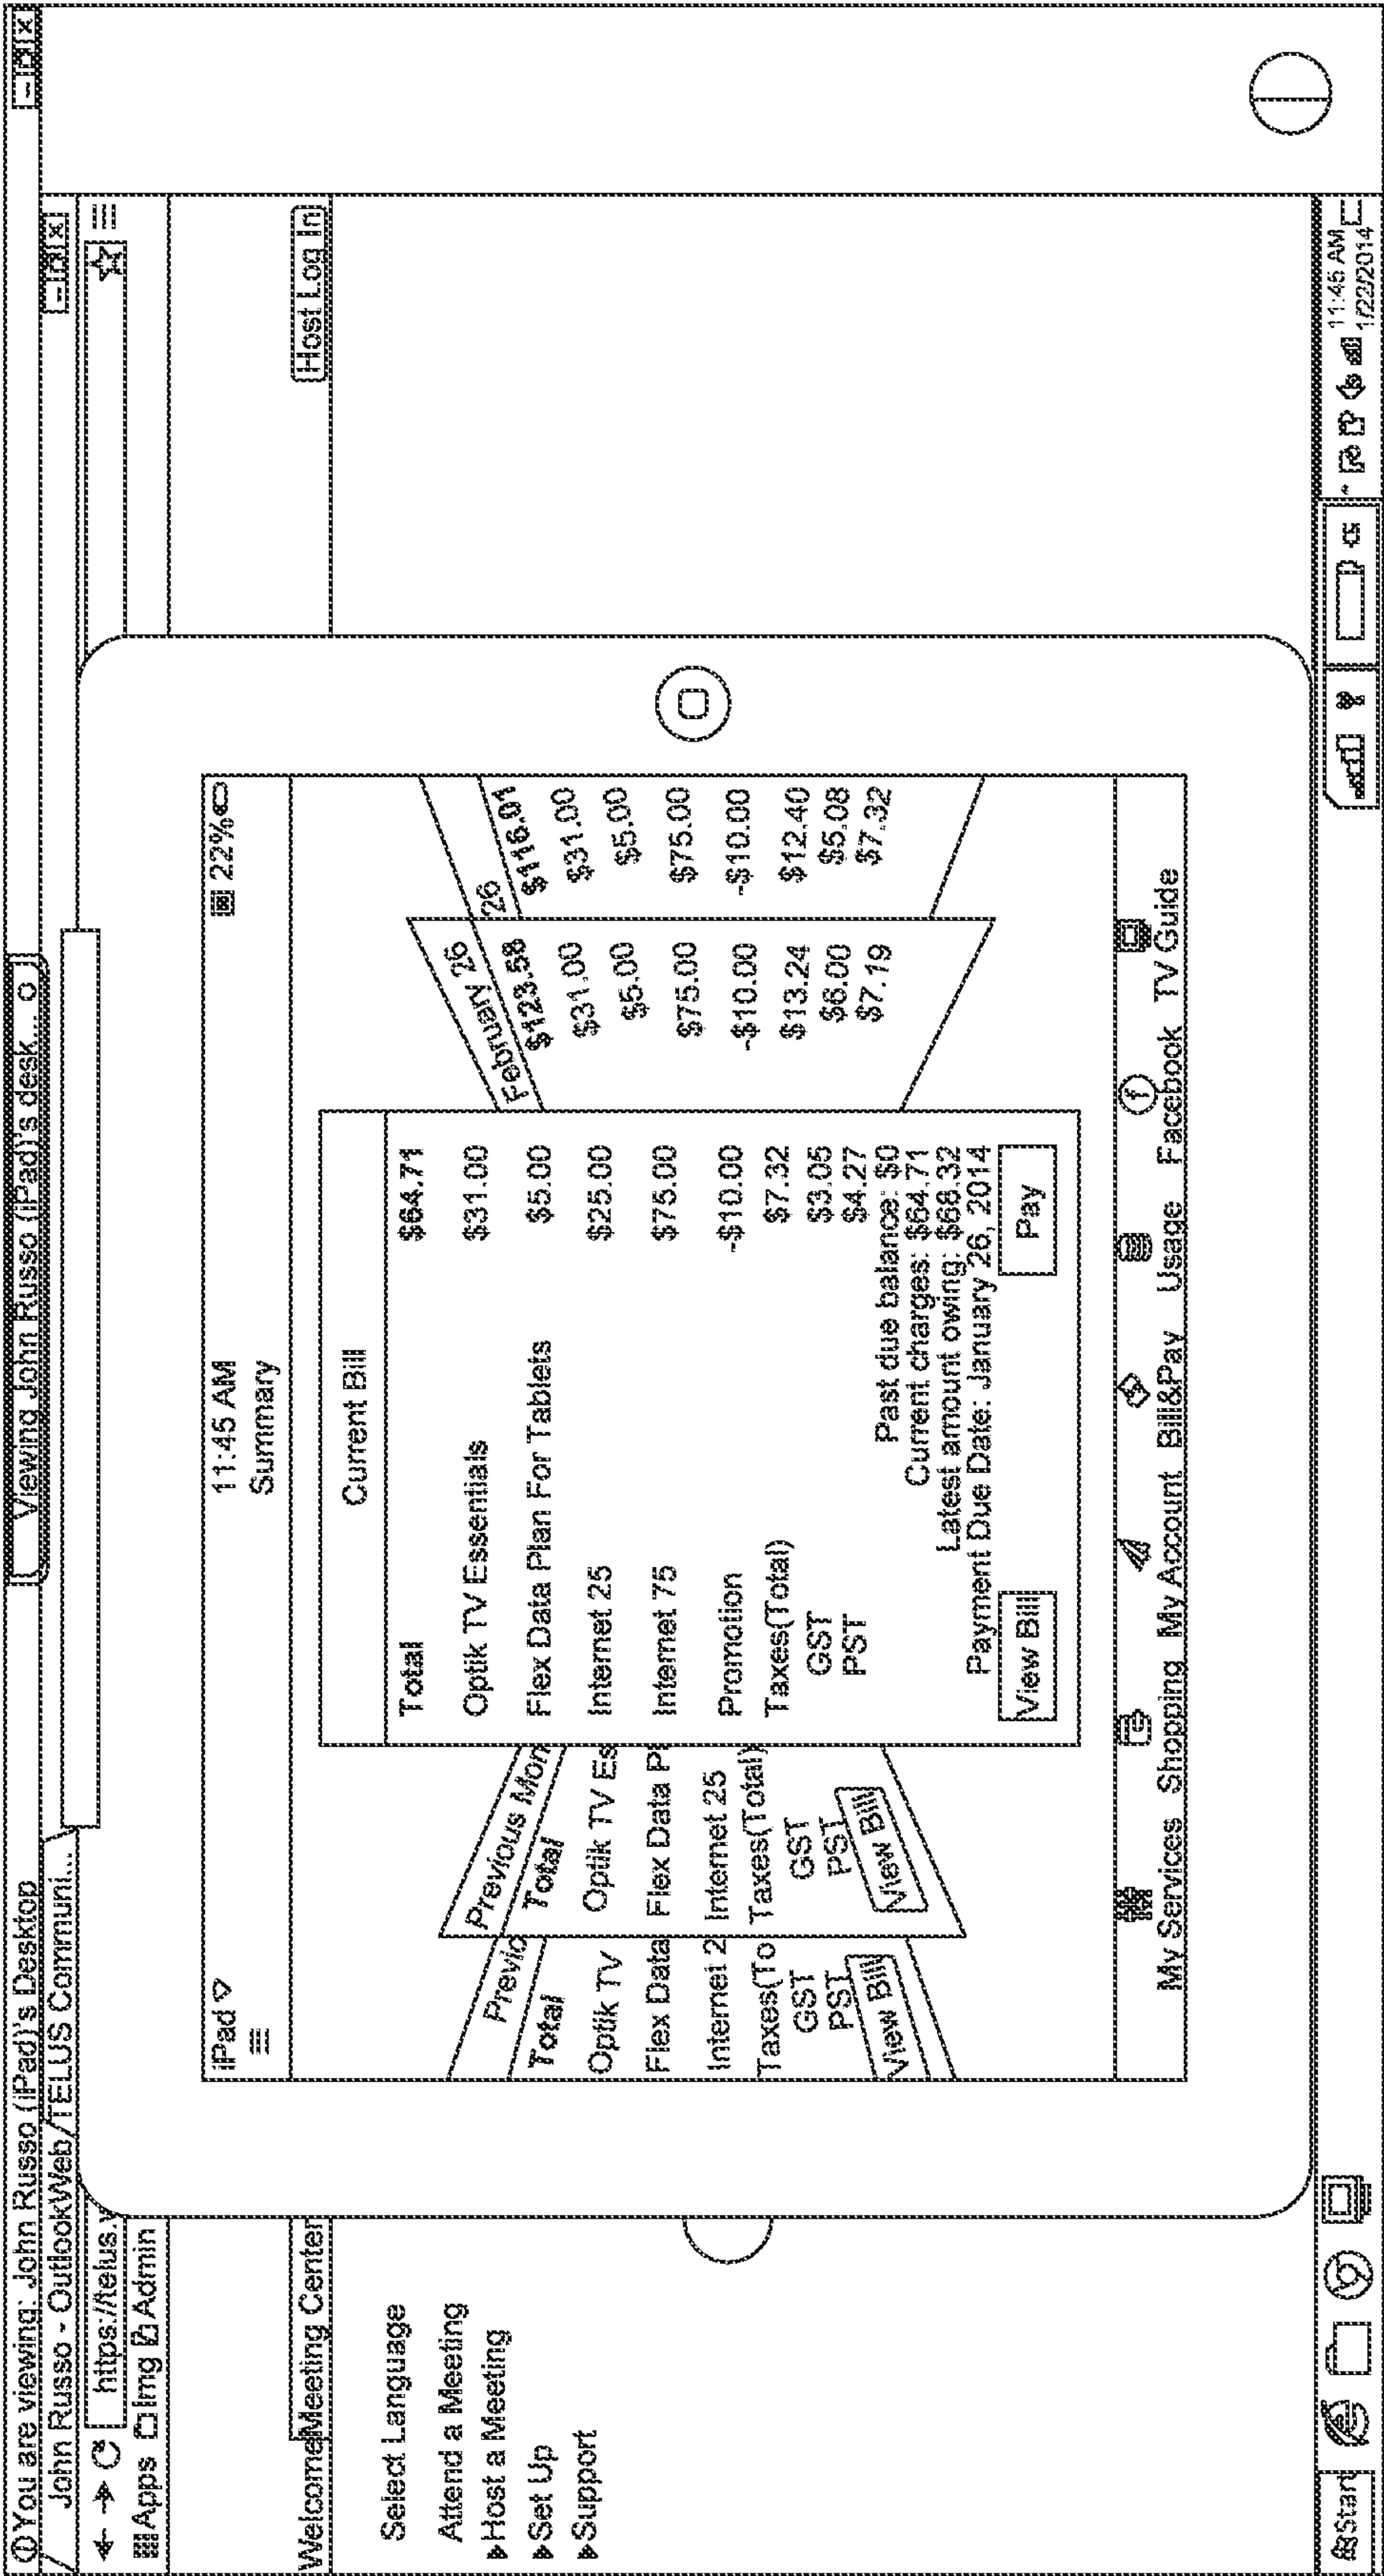 You are viewing: John Russo (iPad)'s Desktop
Viewing John Russo (iPad)'s desk...
John Russo - OutlookWeb/TELUS Communi...
https://telus.
Apps Img Admin
Welcome Meeting Center
Host Log In
Select Language
Attend a Meeting
Host a Meeting
Set Up
Support
iPad 11:45 AM 22%
Summary
Previo
Total
Optik TV
Flex Data
Internet 2
Taxes(To
GST
PST
View Bill
Previous Mon
Total
Optik TV Es
Flex Data Pl
Internet 25
Taxes(Total)
GST
PST
View Bill
Current Bill
Total $64.71
Optik TV Essentials $31.00
Flex Data Plan For Tablets $5.00
Internet 25 $25.00
Internet 75 $75.00
Promotion -$10.00
Taxes(Total) $7.32
GST $3.05
PST $4.27
Past due balance: $0
Current charges: $64.71
Latest amount owing: $68.32
Payment Due Date: January 26, 2014
View Bill Pay
February 26
$123.58
$31.00
$5.00
$75.00
-$10.00
$13.24
$6.00
$7.19
26
$116.01
$31.00
$5.00
$75.00
-$10.00
$12.40
$5.08
$7.32
My Services Shopping My Account Bill&Pay Usage Facebook TV Guide
Start
11:45 AM
1/22/2014